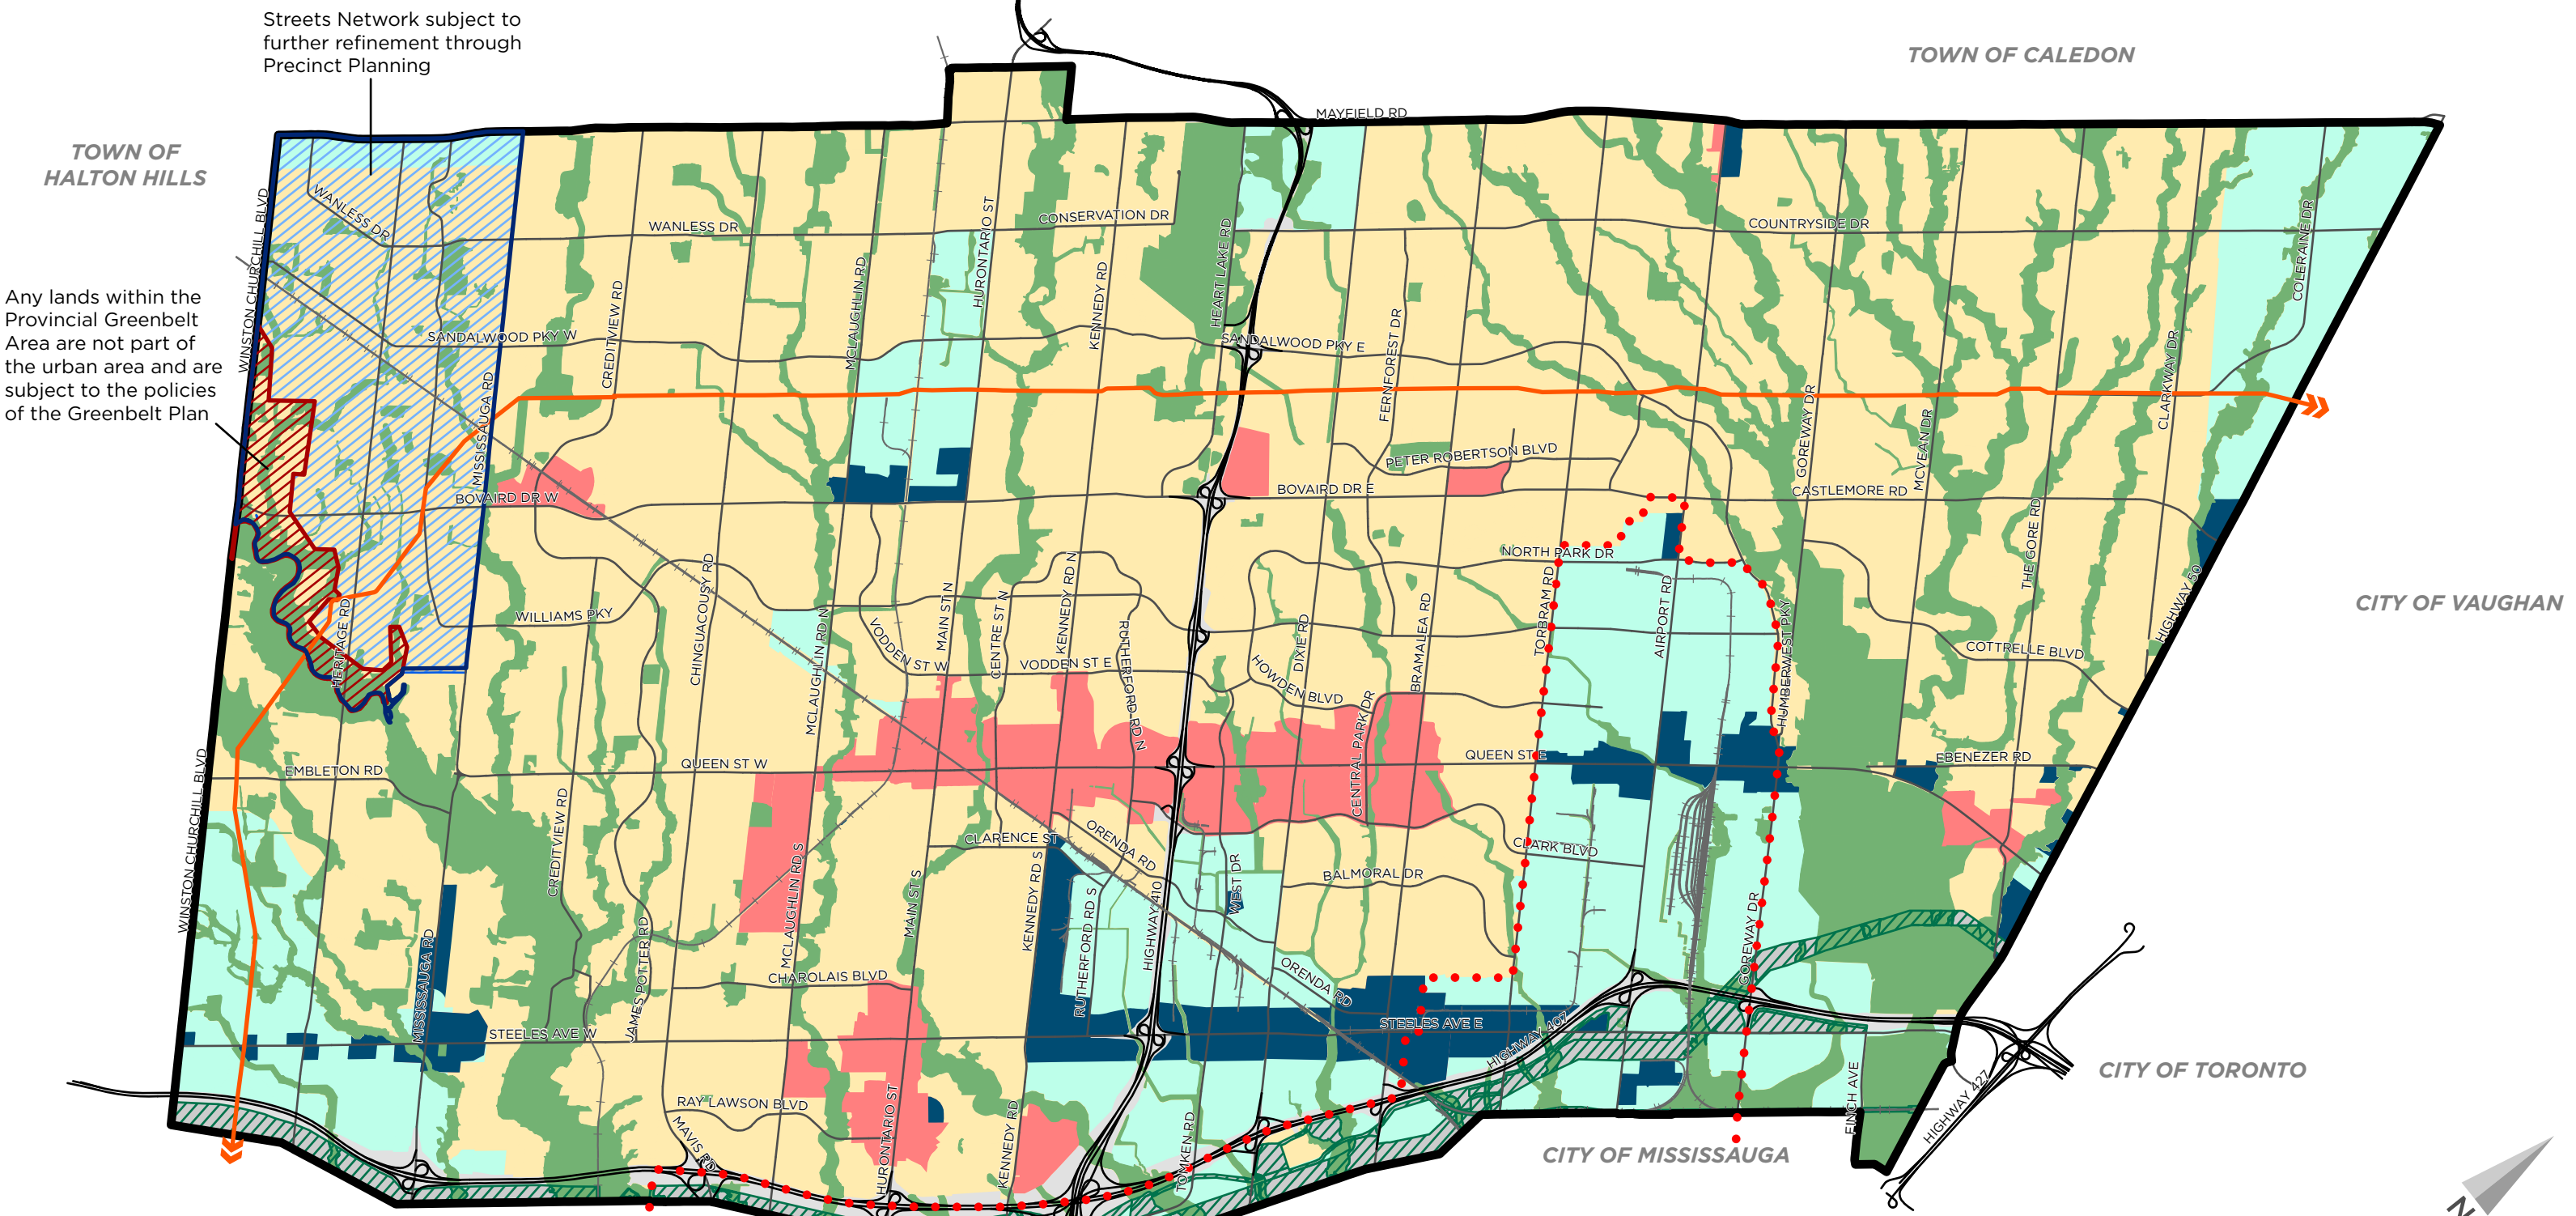 Streets Network subject to
further refinement through
Precinct Planning
TOWN OF CALEDON
MAYFIELD RD
TOWN OF
HALTON HILLS
WANLESS DR
WANLESS DR
CONSERVATION DR
COUNTRYSIDE DR
WINSTON CHURCHILL BLVD
HURONTARIO ST
HEART LAKE RD
COLERAINE DR
Any lands within the
Provincial Greenbelt
Area are not part of
the urban area and are
subject to the policies
of the Greenbelt Plan
CREDITVIEW RD
MCLAUGHLIN RD
KENNEDY RD
SANDALWOOD PKY W
SANDALWOOD PKY E
FERNFOREST DR
CLARKWAY DR
MISSISSAUGA RD
GOREWAY DR
MCVEAN DR
PETER ROBERTSON BLVD
BOVAIRD DR W
BOVAIRD DR E
CASTLEMORE RD
THE GORE RD
NORTH PARK DR
CHINGUACOUSY RD
KENNEDY RD N
TORBRAM RD
AIRPORT RD
HIGHWAY 50
CITY OF VAUGHAN
WILLIAMS PKY
MAIN ST N
CENTRE ST N
MCLAUGHLIN RD N
VODDEN ST W
VODDEN ST E
RUTHERFORD RD N
DIXIE RD
BRAMALEA RD
HUMBERWEST PKY
HERITAGE RD
HOWDEN BLVD
COTTRELLE BLVD
CENTRAL PARK DR
QUEEN ST W
QUEEN ST E
EBENEZER RD
EMBLETON RD
WINSTON CHURCHILL BLVD
CREDITVIEW RD
CLARENCE ST
ORENDA RD
CLARK BLVD
MCLAUGHLIN RD S
MAIN ST S
KENNEDY RD S
RUTHERFORD RD S
HIGHWAY 410
WEST DR
BALMORAL DR
GOREWAY DR
MISSISSAUGA RD
JAMES POTTER RD
CHAROLAIS BLVD
ORENDA RD
STEELES AVE W
STEELES AVE E
HIGHWAY 407
RAY LAWSON BLVD
MAVIS RD
HURONTARIO ST
KENNEDY RD
TOMKEN RD
FINCH AVE
HIGHWAY 427
CITY OF TORONTO
CITY OF MISSISSAUGA
N